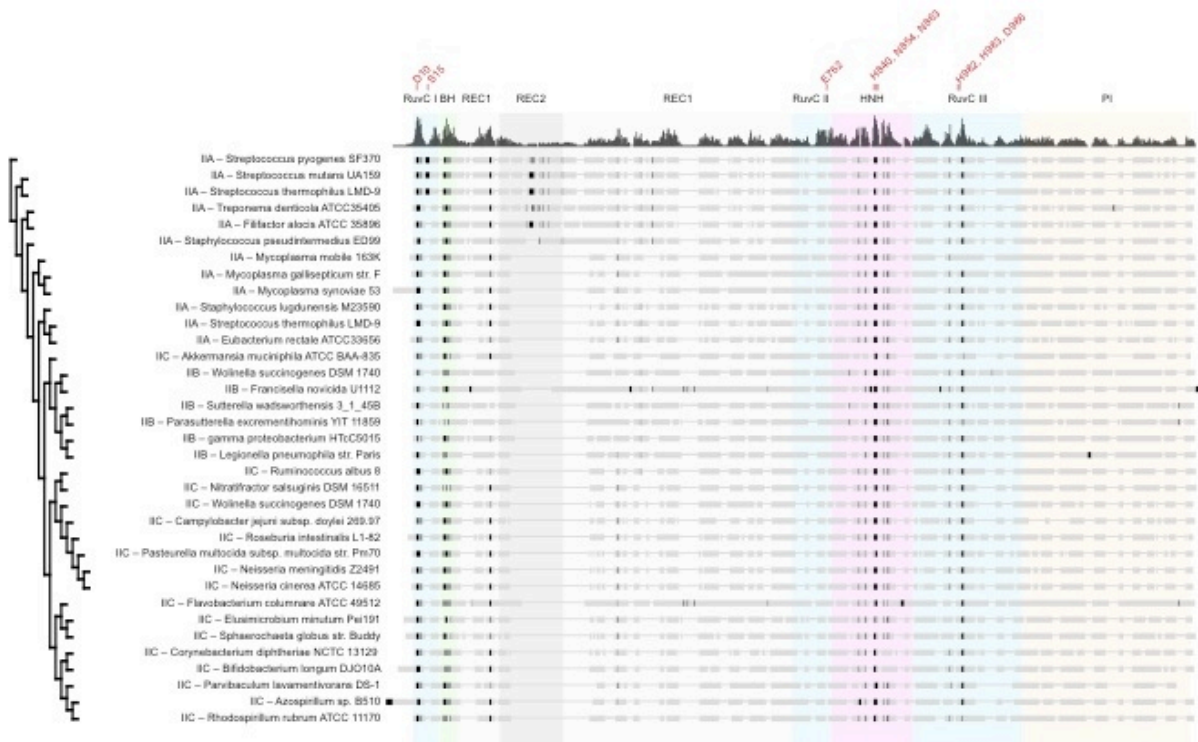 D10
S15
E762
H840, N854, N863
H982, H983, D986
RuvC I BH REC1 REC2 REC1 RuvC II HNH RuvC III PI
IIA – Streptococcus pyogenes SF370
IIA – Streptococcus mutans UA159
IIA – Streptococcus thermophilus LMD-9
IIA – Treponema denticola ATCC35405
IIA – Filifactor alocis ATCC 35896
IIA – Staphylococcus pseudintermedius ED99
IIA – Mycoplasma mobile 163K
IIA – Mycoplasma gallisepticum str. F
IIA – Mycoplasma synoviae 53
IIA – Staphylococcus lugdunensis M23590
IIA – Streptococcus thermophilus LMD-9
IIA – Eubacterium rectale ATCC33656
IIC – Akkermansia muciniphila ATCC BAA-835
IIB – Wolinella succinogenes DSM 1740
IIB – Francisella novicida U112
IIB – Sutterella wadsworthensis 3_1_45B
IIB – Parasutterella excrementihominis YIT 11859
IIB – gamma proteobacterium HTcC5015
IIB – Legionella pneumophila str. Paris
IIC – Ruminococcus albus 8
IIC – Nitratifractor salsuginis DSM 16511
IIC – Wolinella succinogenes DSM 1740
IIC – Campylobacter jejuni subsp. doylei 269.97
IIC – Roseburia intestinalis L1-82
IIC – Pasteurella multocida subsp. multocida str. Pm70
IIC – Neisseria meningitidis Z2491
IIC – Neisseria cinerea ATCC 14685
IIC – Flavobacterium columnare ATCC 49512
IIC – Elusimicrobium minutum Pei191
IIC – Sphaerochaeta globus str. Buddy
IIC – Corynebacterium diphtheriae NCTC 13129
IIC – Bifidobacterium longum DJO10A
IIC – Parvibaculum lavamentivorans DS-1
IIC – Azospirillum sp. B510
IIC – Rhodospirillum rubrum ATCC 11170